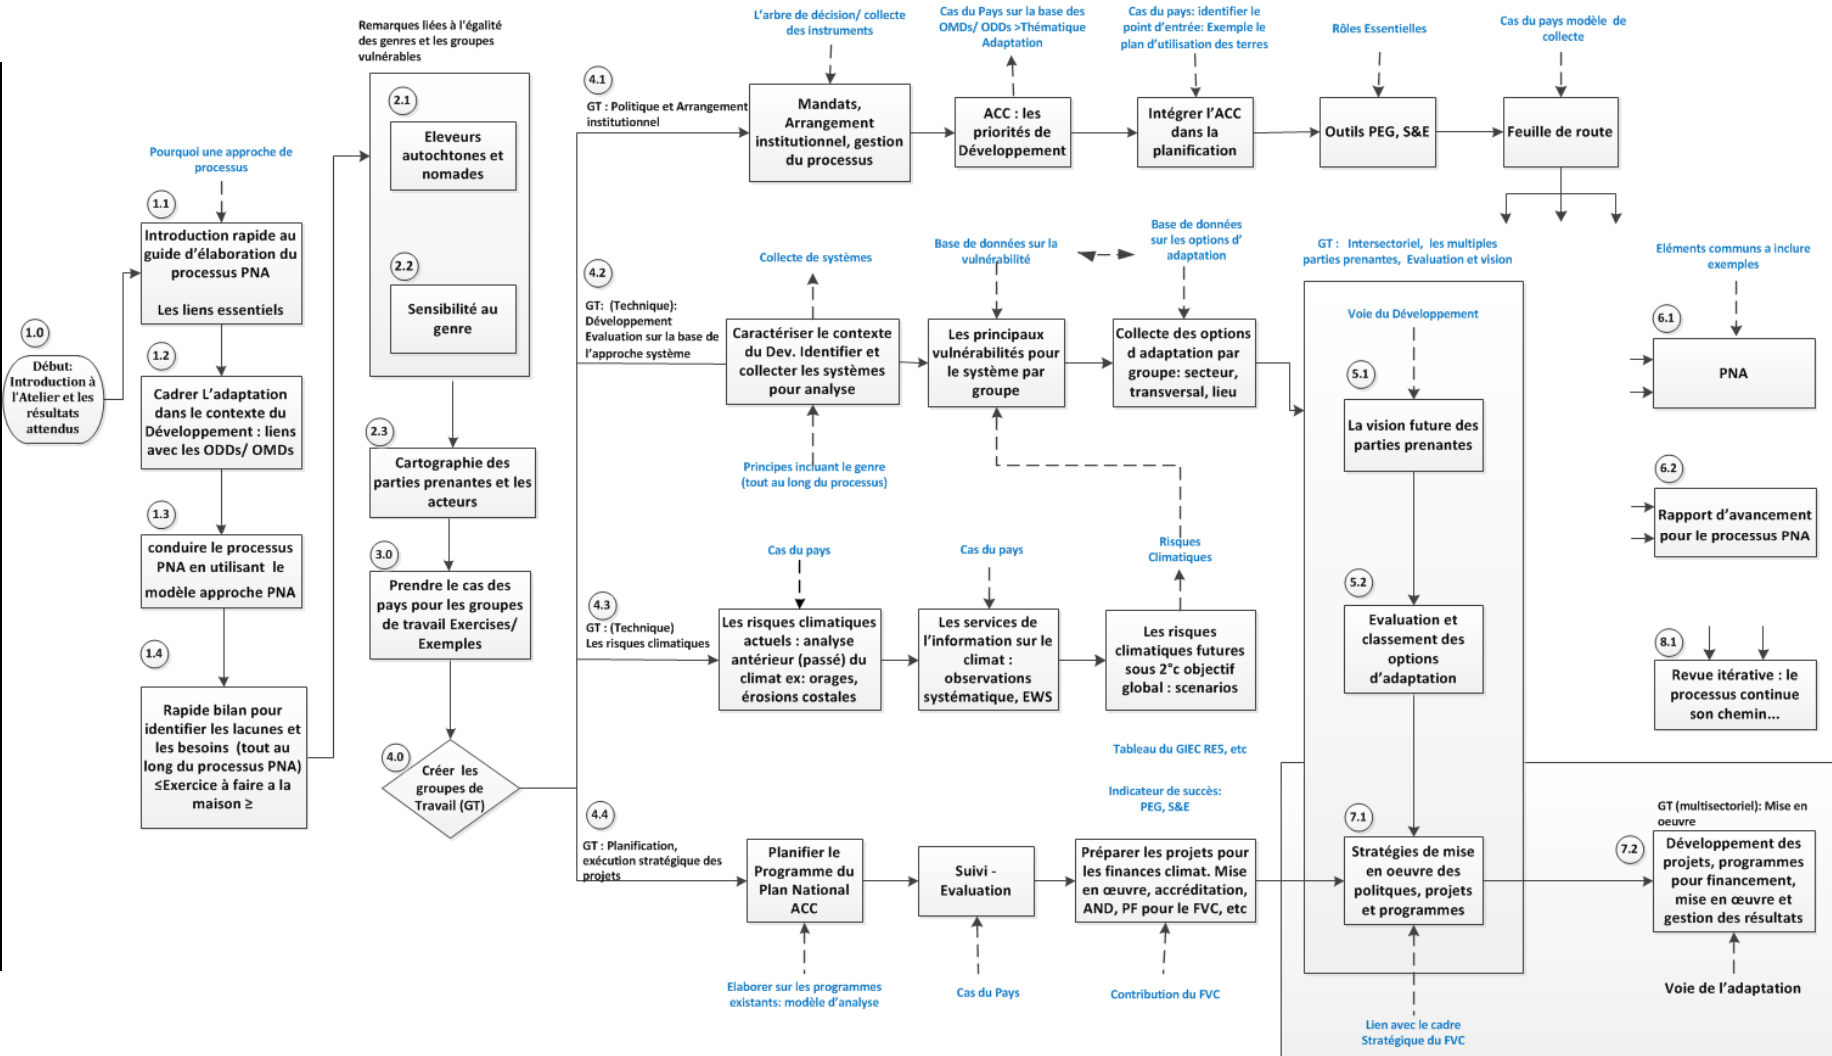 Remarques liées à l'égalité
des genres et les groupes
vulnérables
L'arbre de décision/ collecte
des instruments
Cas du Pays sur la base des
OMDs/ ODDs >Thématique
Adaptation
Cas du pays: identifier le
point d'entrée: Exemple le
plan d'utilisation des terres
Rôles Essentielles
Cas du pays modèle de
collecte
1.0
Début:
Introduction à
l'Atelier et les
résultats
attendus
Pourquoi une approche de
processus
1.1
Introduction rapide au
guide d'élaboration du
processus PNA
Les liens essentiels
1.2
Cadrer L'adaptation
dans le contexte du
Développement : liens
avec les ODDs/ OMDs
1.3
conduire le processus
PNA en utilisant le
modèle approche PNA
1.4
Rapide bilan pour
identifier les lacunes et
les besoins (tout au
long du processus PNA)
≤Exercice à faire a la
maison ≥
2.1
Eleveurs
autochtones et
nomades
2.2
Sensibilité au
genre
2.3
Cartographie des
parties prenantes et les
acteurs
3.0
Prendre le cas des
pays pour les groupes
de travail Exercises/
Exemples
4.0
Créer les
groupes de
Travail (GT)
4.1
GT : Politique et Arrangement
institutionnel
Mandats,
Arrangement
institutionnel, gestion
du processus
ACC : les
priorités de
Développement
Intégrer l'ACC
dans la
planification
Outils PEG, S&E
Feuille de route
4.2
GT: (Technique):
Développement
Evaluation sur la base de
l'approche système
Collecte de systèmes
Caractériser le contexte
du Dev. Identifier et
collecter les systèmes
pour analyse
Principes incluant le genre
(tout au long du processus)
Base de données sur la
vulnérabilité
Les principaux
vulnérabilités pour
le système par
groupe
Base de données
sur les options d'
adaptation
Collecte des options
d adaptation par
groupe: secteur,
transversal, lieu
4.3
GT : (Technique)
Les risques climatiques
Cas du pays
Les risques climatiques
actuels : analyse
antérieur (passé) du
climat ex: orages,
érosions costales
Cas du pays
Les services de
l'information sur le
climat :
observations
systématique, EWS
Risques
Climatiques
Les risques
climatiques futures
sous 2°c objectif
global : scenarios
Tableau du GIEC RE5, etc
4.4
GT : Planification,
exécution stratégique des
projets
Planifier le
Programme du
Plan National
ACC
Elaborer sur les programmes
existants: modèle d'analyse
Suivi -
Evaluation
Cas du Pays
Indicateur de succès:
PEG, S&E
Préparer les projets pour
les finances climat. Mise
en œuvre, accréditation,
AND, PF pour le FVC, etc
Contribution du FVC
GT : Intersectoriel, les multiples
parties prenantes, Evaluation et vision
Voie du Développement
5.1
La vision future des
parties prenantes
5.2
Evaluation et
classement des
options
d'adaptation
7.1
Stratégies de mise
en oeuvre des
politques, projets
et programmes
Lien avec le cadre
Stratégique du FVC
Eléments communs a inclure
exemples
6.1
PNA
6.2
Rapport d'avancement
pour le processus PNA
8.1
Revue itérative : le
processus continue
son chemin...
GT (multisectoriel): Mise en
oeuvre
7.2
Développement des
projets, programmes
pour financement,
mise en œuvre et
gestion des résultats
Voie de l'adaptation